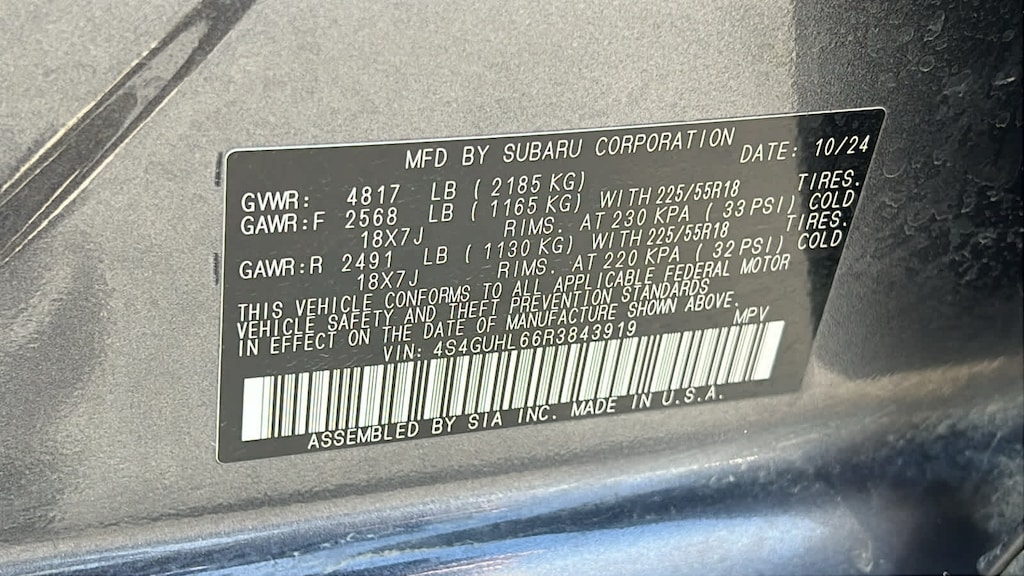 MFD BY SUBARU CORPORATION DATE: 10/24
GVWR: 4817 LB ( 2185 KG)
GAWR:F 2568 LB ( 1165 KG) WITH 225/55R18 TIRES.
18X7J RIMS. AT 230 KPA ( 33 PSI) COLD
GAWR:R 2491 LB ( 1130 KG) WITH 225/55R18 TIRES.
18X7J RIMS. AT 220 KPA ( 32 PSI) COLD
THIS VEHICLE CONFORMS TO ALL APPLICABLE FEDERAL MOTOR
VEHICLE SAFETY AND THEFT PREVENTION STANDARDS
IN EFFECT ON THE DATE OF MANUFACTURE SHOWN ABOVE.
VIN: 4S4GUHL66R3843919 MPV
ASSEMBLED BY SIA INC. MADE IN U.S.A.